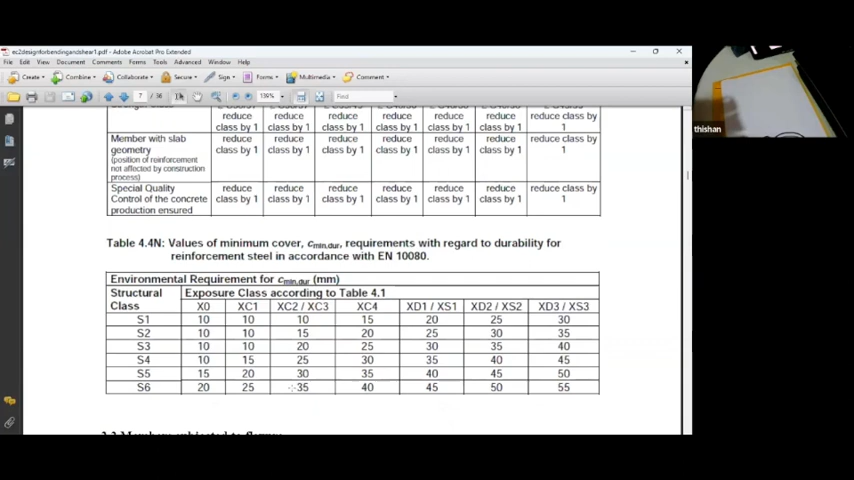 ec2designforbendingandshear1.pdf - Adobe Acrobat Pro Extended
File Edit View Document Comments Forms Tools Advanced Window Help
Create Combine Collaborate Secure Sign Forms Multimedia Comment
7 / 36 139% Find
reduce reduce reduce reduce reduce reduce reduce class by
class by 1 class by 1 class by 1 class by 1 class by 1 class by 1 1
Member with slab reduce reduce reduce reduce reduce reduce reduce class by
geometry class by 1 class by 1 class by 1 class by 1 class by 1 class by 1 1
(position of reinforcement
not affected by construction
process)
Special Quality reduce reduce reduce reduce reduce reduce reduce class by
Control of the concrete class by 1 class by 1 class by 1 class by 1 class by 1 class by 1 1
production ensured
Table 4.4N: Values of minimum cover, cmin,dur, requirements with regard to durability for
reinforcement steel in accordance with EN 10080.
Environmental Requirement for cmin,dur (mm)
Structural Exposure Class according to Table 4.1
Class X0 XC1 XC2 / XC3 XC4 XD1 / XS1 XD2 / XS2 XD3 / XS3
S1 10 10 10 15 20 25 30
S2 10 10 15 20 25 30 35
S3 10 10 20 25 30 35 40
S4 10 15 25 30 35 40 45
S5 15 20 30 35 40 45 50
S6 20 25 35 40 45 50 55
thishan